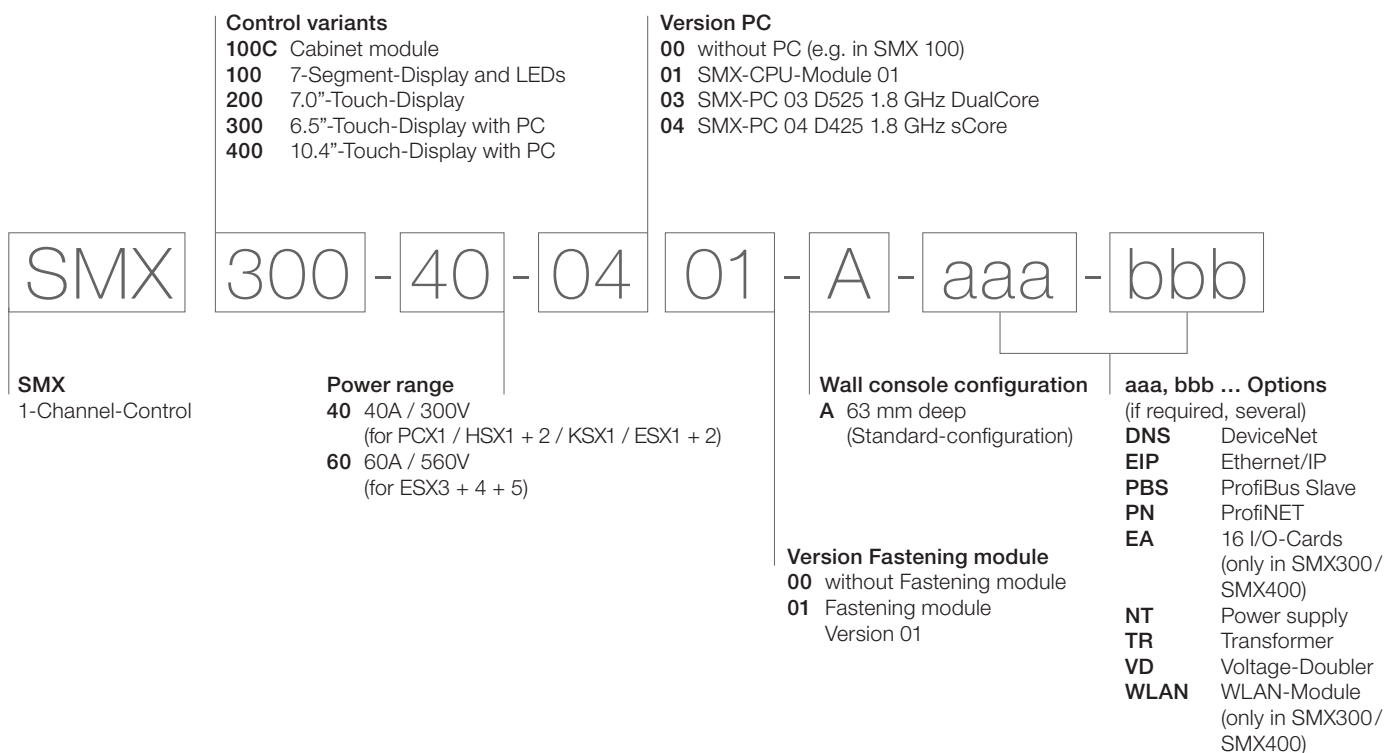 Control variants
100C Cabinet module
100 7-Segment-Display and LEDs
200 7.0”-Touch-Display
300 6.5”-Touch-Display with PC
400 10.4”-Touch-Display with PC
Version PC
00 without PC (e.g. in SMX 100)
01 SMX-CPU-Module 01
03 SMX-PC 03 D525 1.8 GHz DualCore
04 SMX-PC 04 D425 1.8 GHz sCore
SMX 300 - 40 - 04 01 - A - aaa - bbb
SMX
1-Channel-Control
Power range
40 40A / 300V
(for PCX1 / HSX1 + 2 / KSX1 / ESX1 + 2)
60 60A / 560V
(for ESX3 + 4 + 5)
Version Fastening module
00 without Fastening module
01 Fastening module
Version 01
Wall console configuration
A 63 mm deep
(Standard-configuration)
aaa, bbb … Options
(if required, several)
DNS DeviceNet
EIP Ethernet/IP
PBS ProfiBus Slave
PN ProfiNET
EA 16 I/O-Cards
(only in SMX300/
SMX400)
NT Power supply
TR Transformer
VD Voltage-Doubler
WLAN WLAN-Module
(only in SMX300/
SMX400)